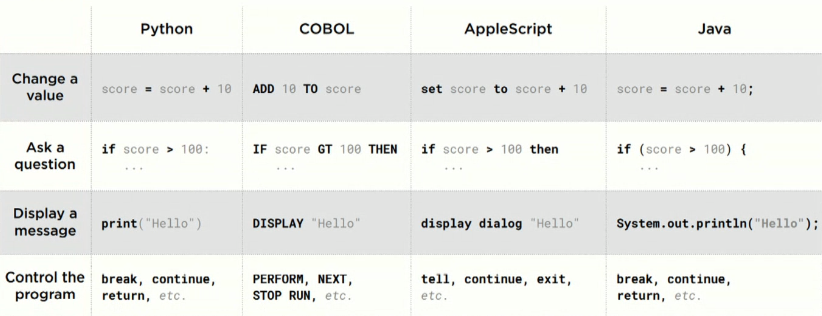 Python COBOL AppleScript Java
Change a
value
score = score + 10 ADD 10 TO score set score to score + 10 score = score + 10;
Ask a
question
if score > 100: IF score GT 100 THEN if score > 100 then if (score > 100) {
... ... ... ...
Display a
message
print("Hello") DISPLAY "Hello" display dialog "Hello" System.out.println("Hello");
Control the
program
break, continue, PERFORM, NEXT, tell, continue, exit, break, continue,
return, etc. STOP RUN, etc. etc. return, etc.